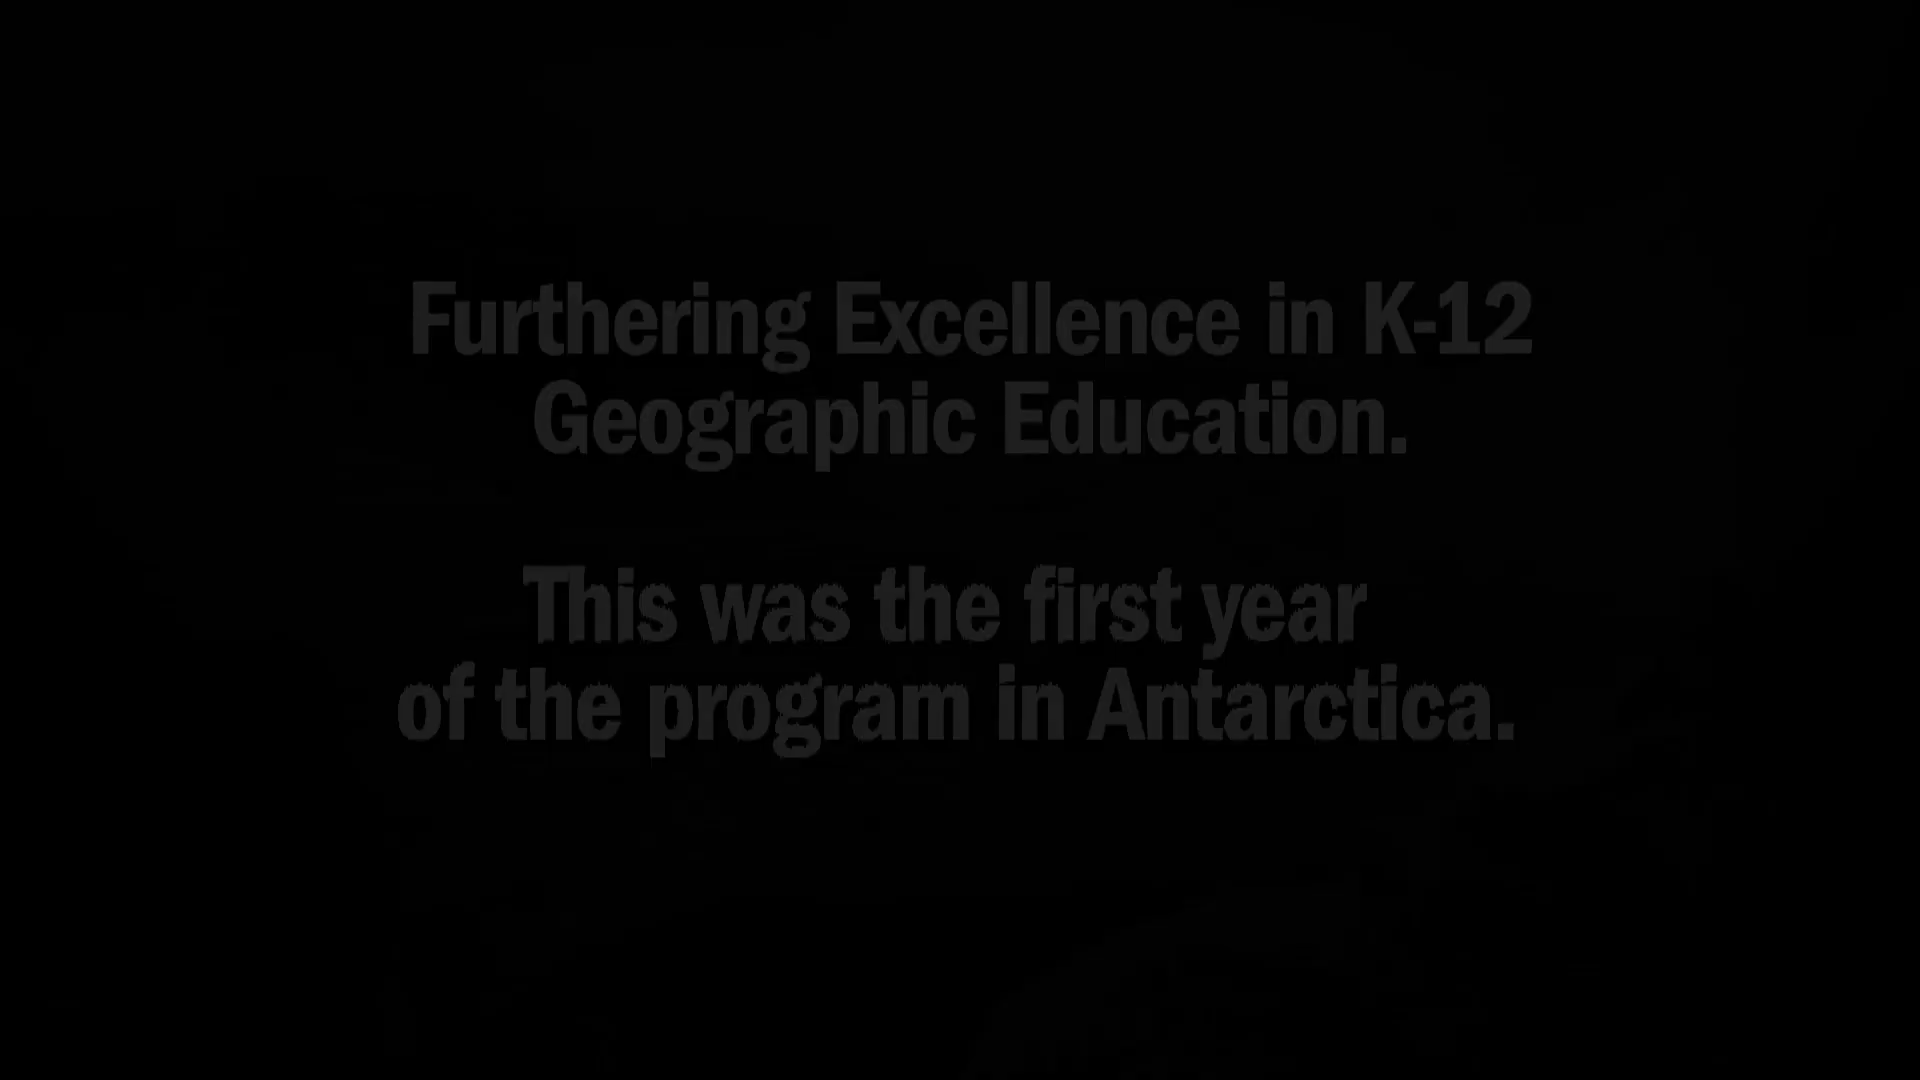 Furthering Excellence in K-12
Geographic Education.
This was the first year
of the program in Antarctica.